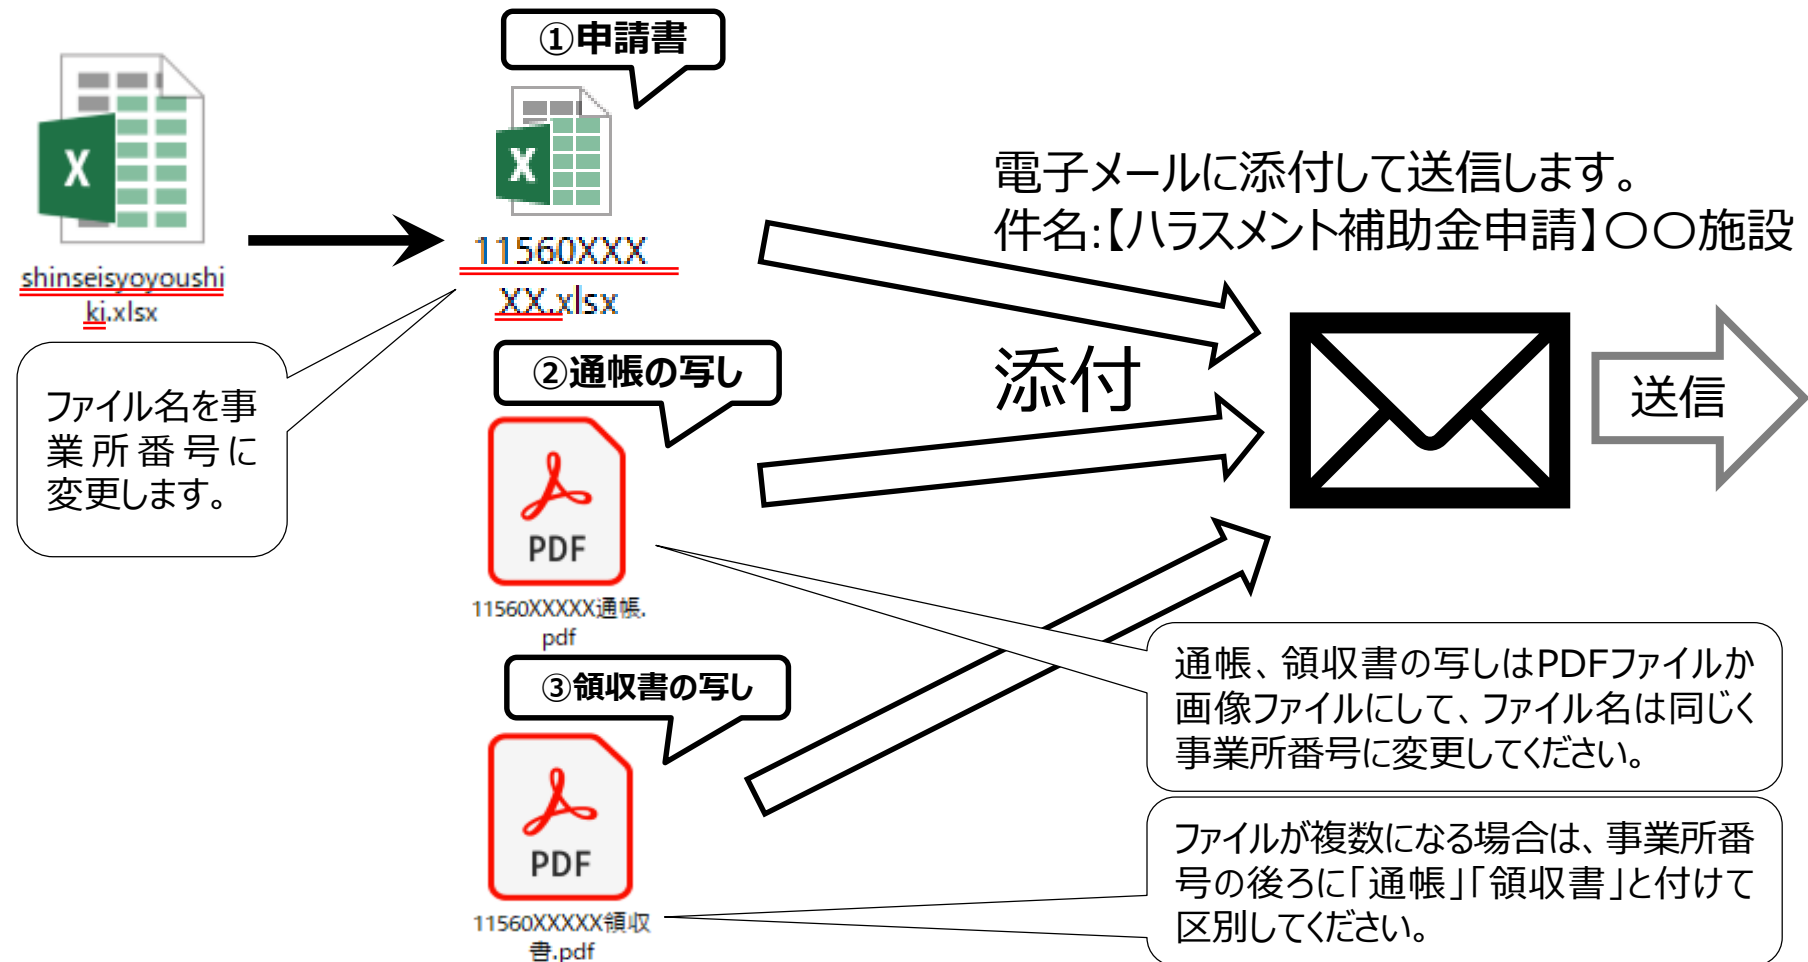 ①申請書
X
X
shinseisyoyoushi
ki.xlsx
11560XXX
XX.xlsx
電子メールに添付して送信します。
件名:【ハラスメント補助金申請】〇〇施設
ファイル名を事
業所番号に
変更します。
②通帳の写し
添付
送信
PDF
11560XXXXX通帳.
pdf
③領収書の写し
PDF
11560XXXXX領収
書.pdf
通帳、領収書の写しはPDFファイルか
画像ファイルにして、ファイル名は同じく
事業所番号に変更してください。
ファイルが複数になる場合は、事業所番
号の後ろに「通帳」「領収書」と付けて
区別してください。